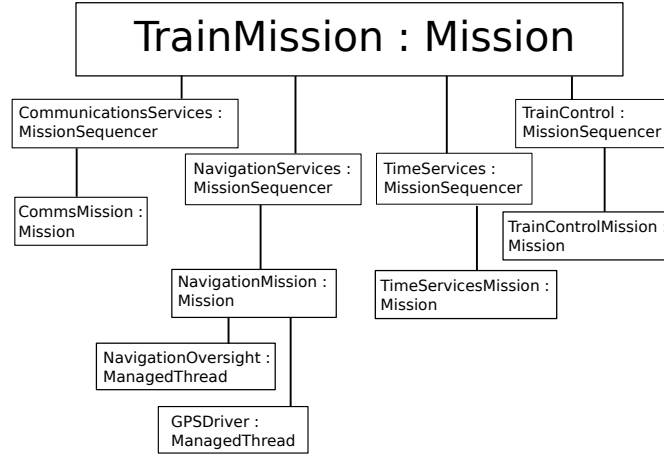 TrainMission : Mission
CommunicationsServices :
MissionSequencer
TrainControl :
MissionSequencer
NavigationServices :
MissionSequencer
TimeServices :
MissionSequencer
CommsMission :
Mission
TrainControlMission :
Mission
NavigationMission :
Mission
TimeServicesMission :
Mission
NavigationOversight :
ManagedThread
GPSDriver :
ManagedThread